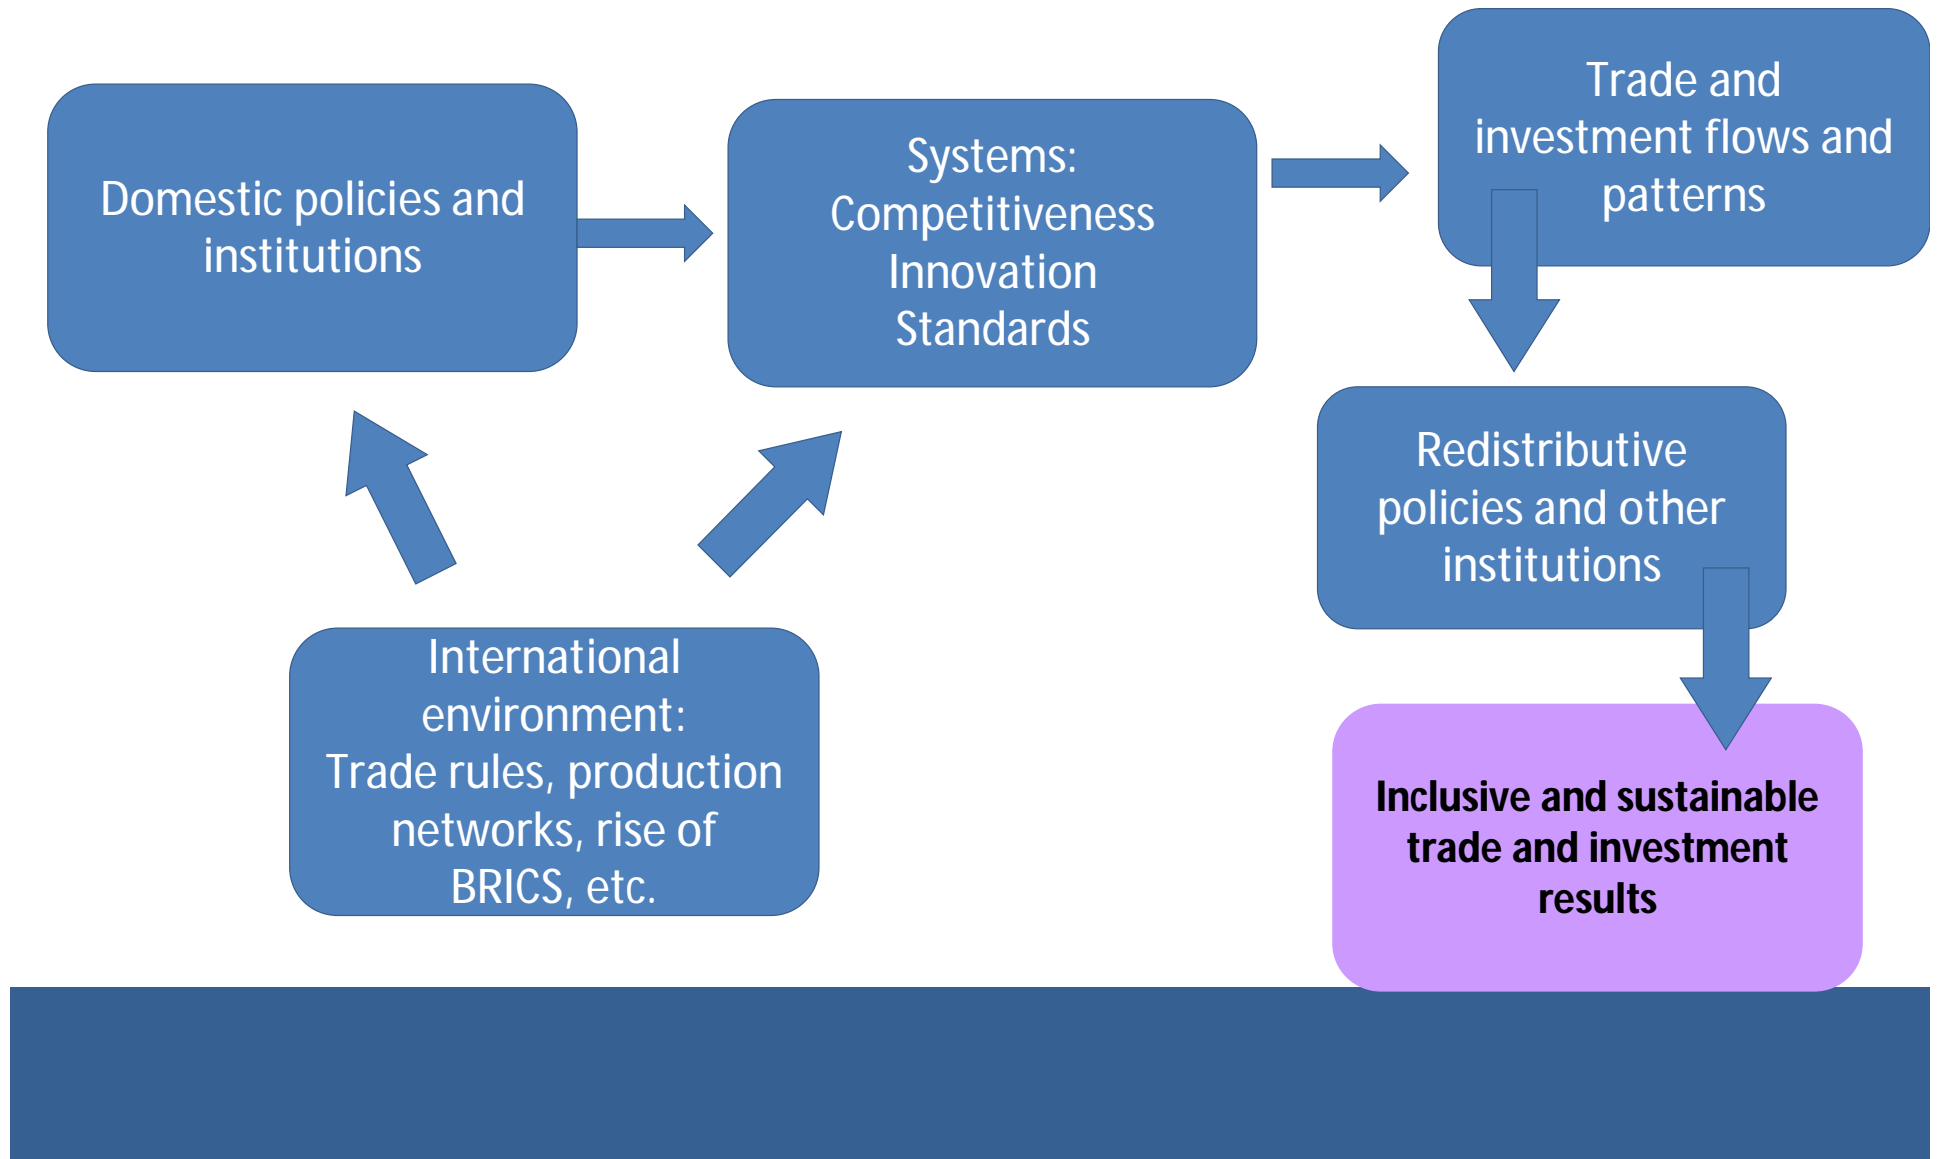 Domestic policies and
institutions
Systems:
Competitiveness
Innovation
Standards
Trade and
investment flows and
patterns
Redistributive
policies and other
institutions
International
environment:
Trade rules, production
networks, rise of
BRICS, etc.
Inclusive and sustainable
trade and investment
results